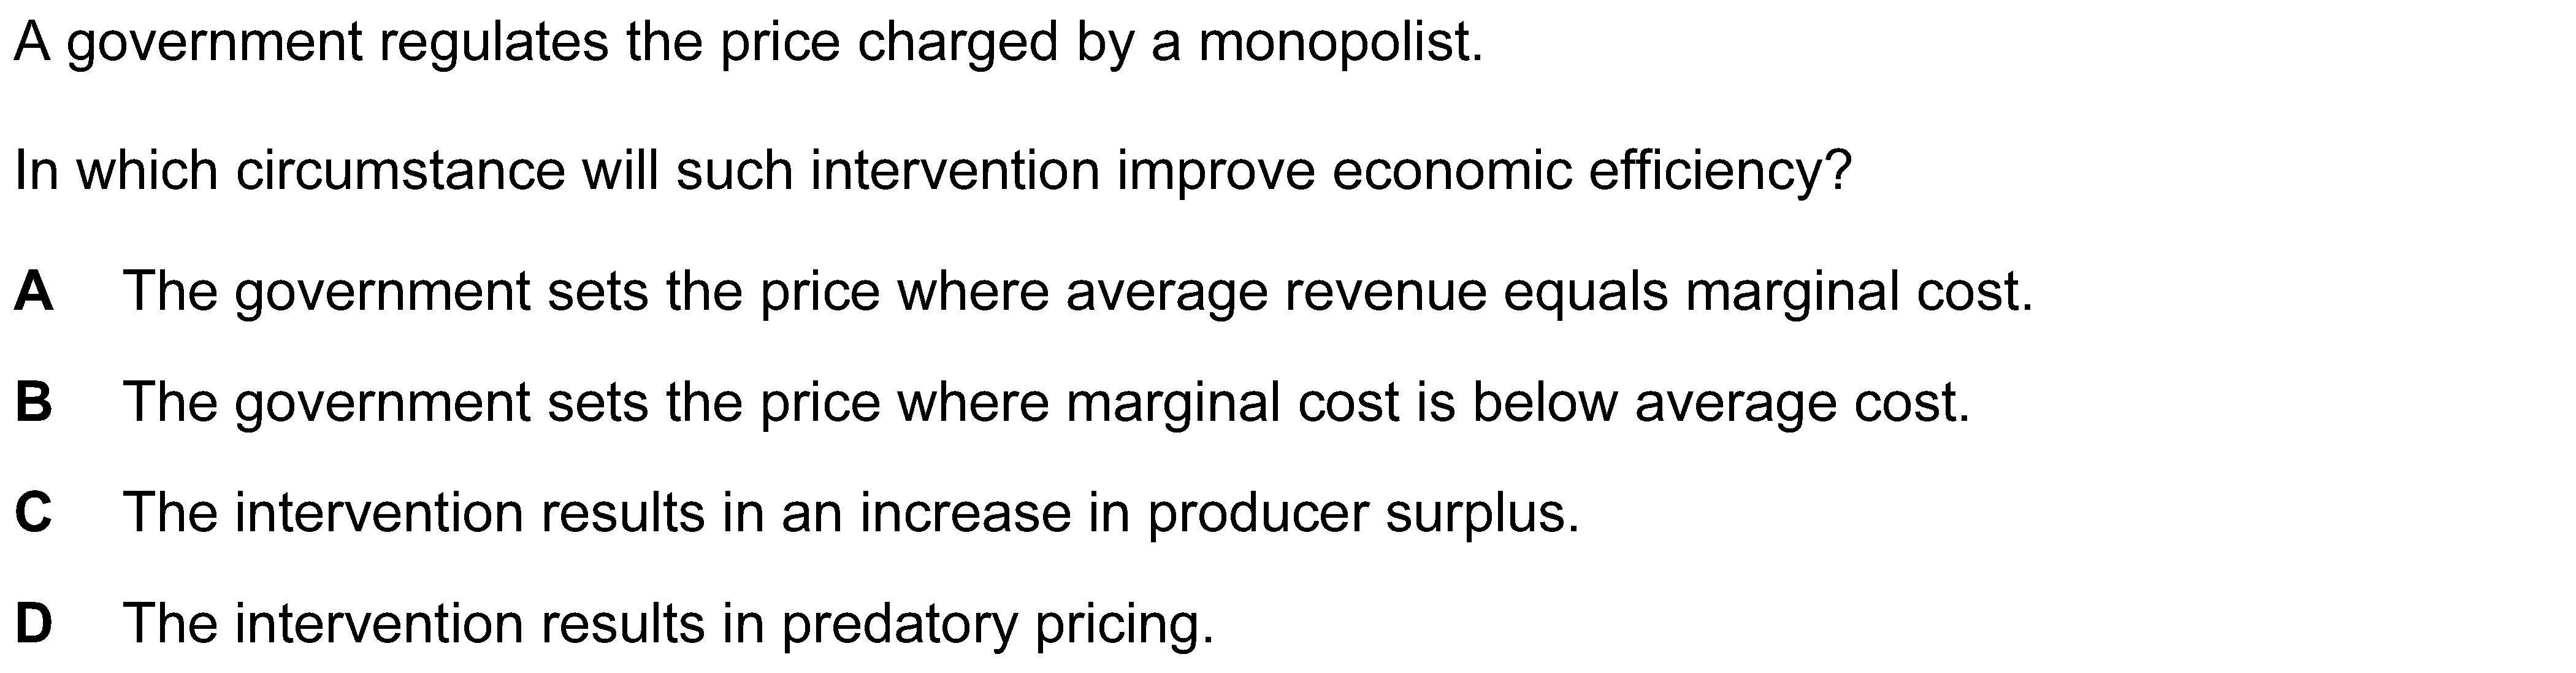 A government regulates the price charged by a monopolist.
In which circumstance will such intervention improve economic efficiency?
A The government sets the price where average revenue equals marginal cost.
B The government sets the price where marginal cost is below average cost.
C The intervention results in an increase in producer surplus.
D The intervention results in predatory pricing.